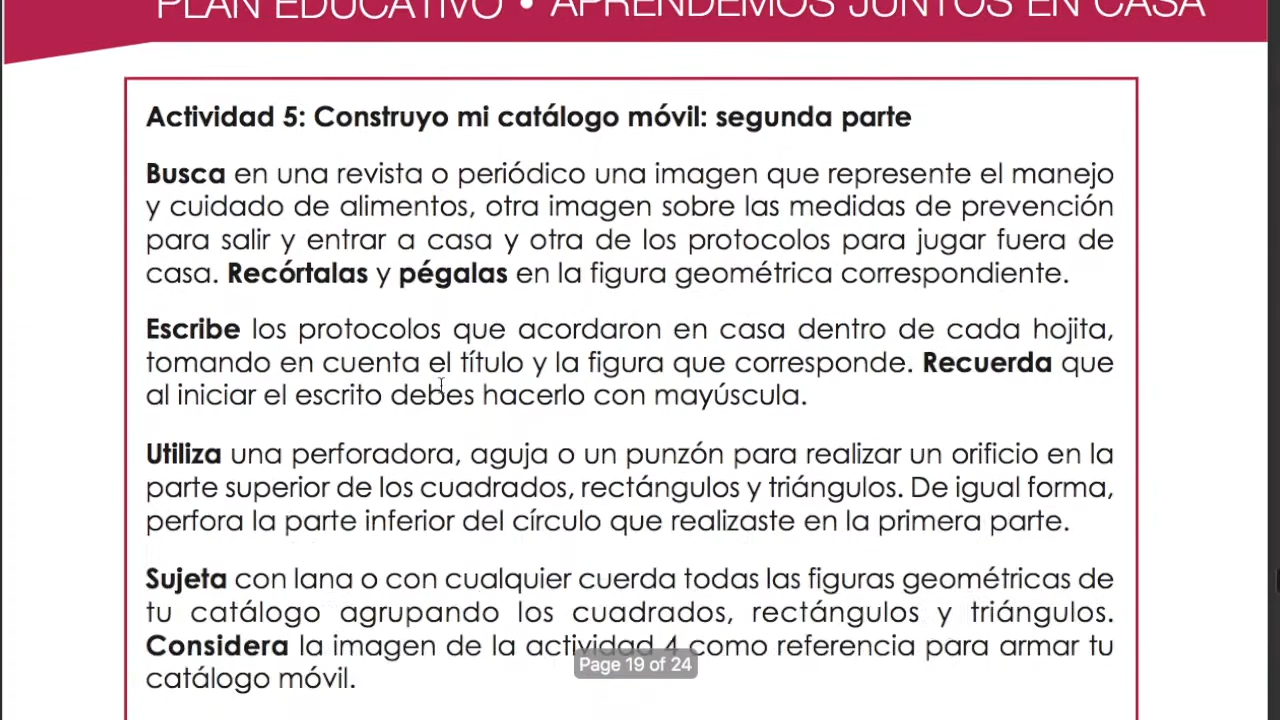 PLAN EDUCATIVO • APRENDEMOS JUNTOS EN CASA
Actividad 5: Construyo mi catálogo móvil: segunda parte
Busca en una revista o periódico una imagen que represente el manejo
y cuidado de alimentos, otra imagen sobre las medidas de prevención
para salir y entrar a casa y otra de los protocolos para jugar fuera de
casa. Recórtalas y pégalas en la figura geométrica correspondiente.
Escribe los protocolos que acordaron en casa dentro de cada hojita,
tomando en cuenta el título y la figura que corresponde. Recuerda que
al iniciar el escrito debes hacerlo con mayúscula.
Utiliza una perforadora, aguja o un punzón para realizar un orificio en la
parte superior de los cuadrados, rectángulos y triángulos. De igual forma,
perfora la parte inferior del círculo que realizaste en la primera parte.
Sujeta con lana o con cualquier cuerda todas las figuras geométricas de
tu catálogo agrupando los cuadrados, rectángulos y triángulos.
Considera la imagen de la actividad 4 como referencia para armar tu
Page 19 of 24
catálogo móvil.